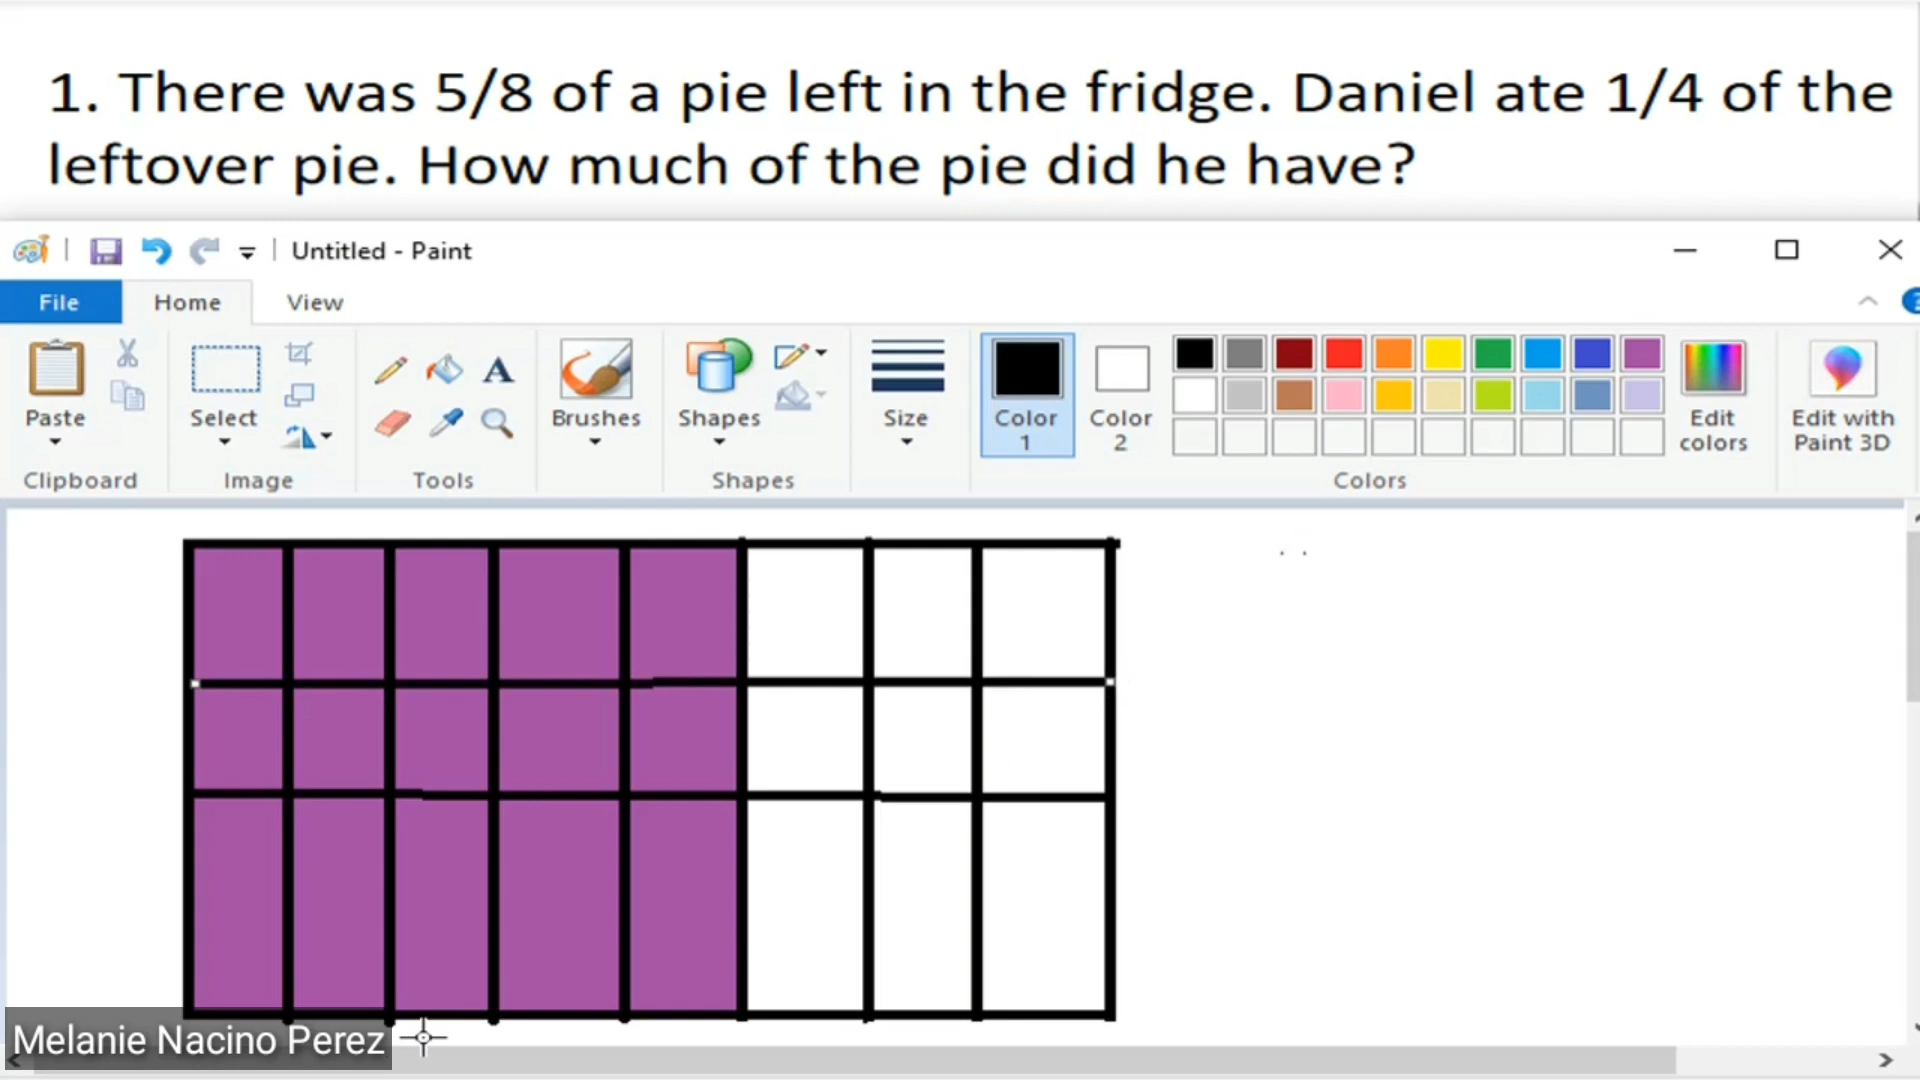 1. There was 5/8 of a pie left in the fridge. Daniel ate 1/4 of the
leftover pie. How much of the pie did he have?
Untitled - Paint
File Home View
Paste
Select
Brushes
Shapes
Size
Color
1
Color
2
Edit
colors
Edit with
Paint 3D
Clipboard
Image
Tools
Shapes
Colors
Melanie Nacino Perez